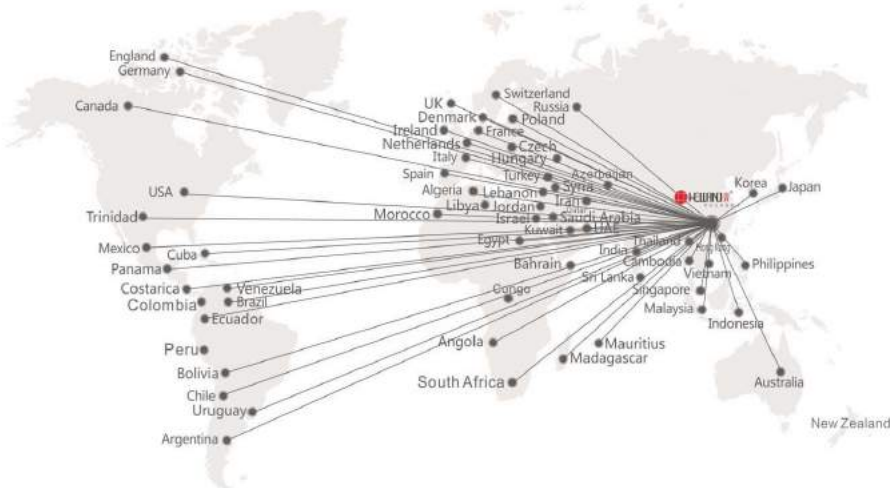 England
Germany
Canada
USA
Trinidad
Mexico
Cuba
Panama
Costarica
Venezuela
Colombia
Brazil
Ecuador
Peru
Bolivia
Chile
Uruguay
Argentina
Switzerland
UK
Russia
Denmark
Poland
Ireland
France
Netherlands
Czech
Italy
Hungary
Spain
Turkey
Azerbaijan
Algeria
Lebanon
Syria
Libya
Jordan
Iran
Morocco
Israel
Saudi Arabia
Kuwait
UAE
Egypt
India
Thailand
Bahrain
Cambodia
Vietnam
Philippines
Sri Lanka
Congo
Singapore
Malaysia
Indonesia
Angola
Mauritius
Madagascar
South Africa
Korea
Japan
Australia
New Zealand